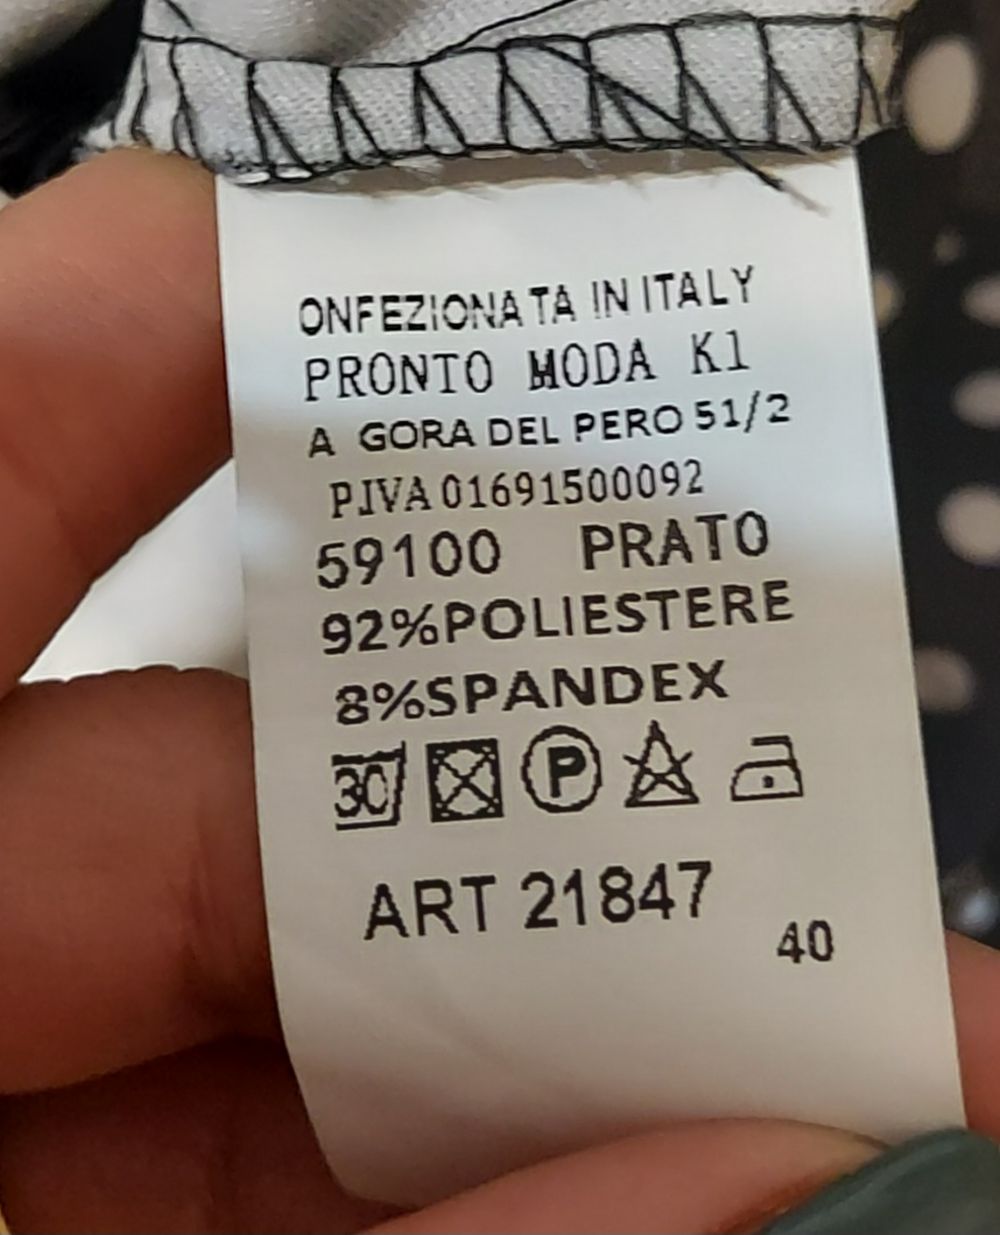 ONFEZIONATA IN ITALY
PRONTO MODA K1
A GORA DEL PERO 51/2
P.IVA 01691500092
59100 PRATO
92%POLIESTERE
8%SPANDEX
30 P
ART 21847
40